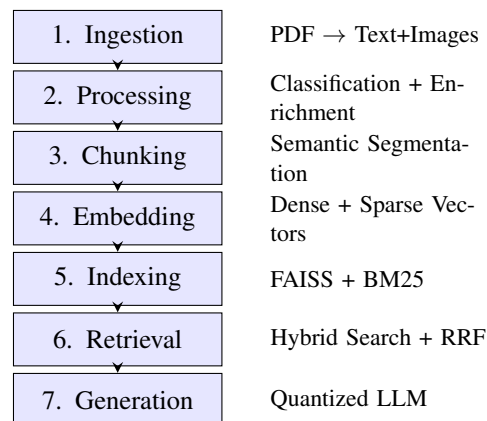 1. Ingestion
PDF → Text+Images
2. Processing
Classification + En-
richment
3. Chunking
Semantic Segmenta-
tion
4. Embedding
Dense + Sparse Vec-
tors
5. Indexing
FAISS + BM25
6. Retrieval
Hybrid Search + RRF
7. Generation
Quantized LLM